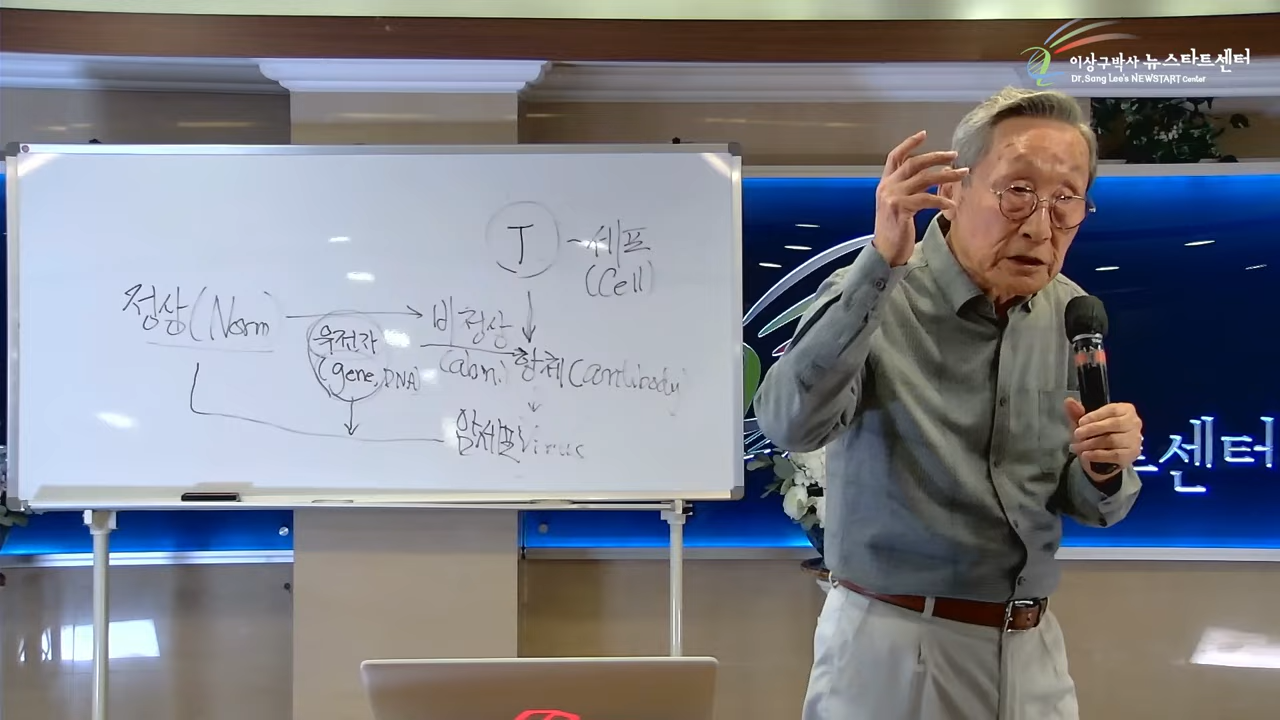 이상구박사 뉴스타트센터
Dr. Sang Lee's NEWSTART Center
T - 세포
(Cell)
정상(Norm) → 비정상
유전자
(gene, DNA)
(abn.) 항체(antibody)
암세포 Virus
트센터